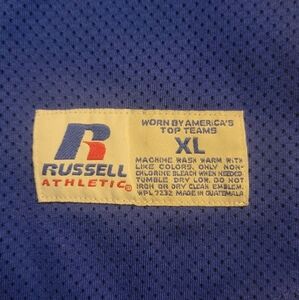 R
RUSSELL
ATHLETIC®
WORN BY AMERICA'S
TOP TEAMS
XL
MACHINE WASH WARM WITH
LIKE COLORS. ONLY NON-
CHLORINE BLEACH WHEN NEEDED.
TUMBLE DRY LOW. DO NOT
IRON OR DRY CLEAN EMBLEM.
WPL 7232 MADE IN GUATEMALA